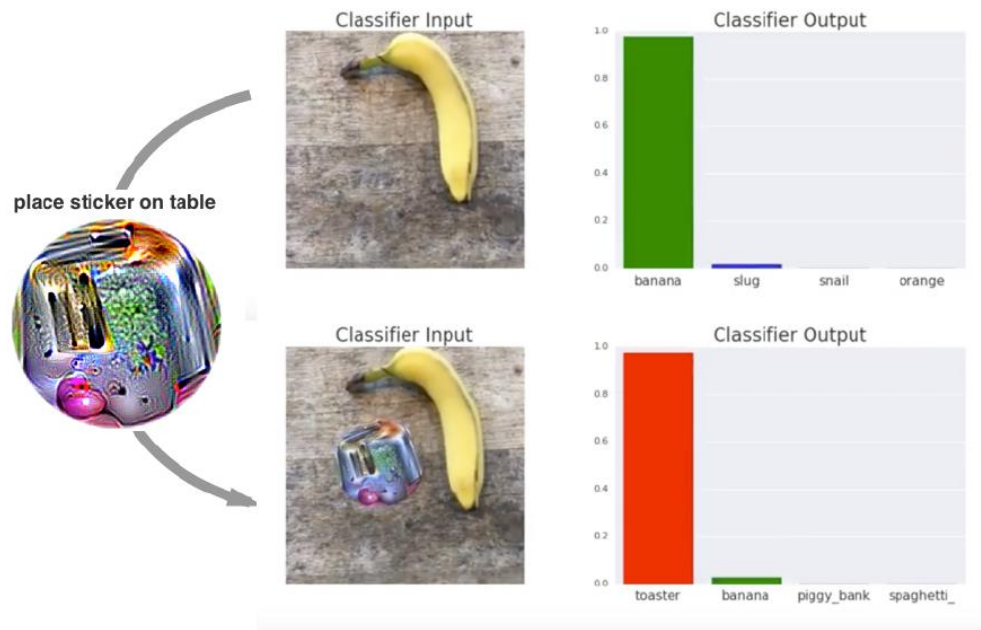 Classifier Input
Classifier Output
1.0
0.8
0.6
0.4
0.2
0.0
banana slug snail orange
place sticker on table
Classifier Input
Classifier Output
1.0
0.8
0.6
0.4
0.2
0.0
toaster banana piggy_bank spaghetti_